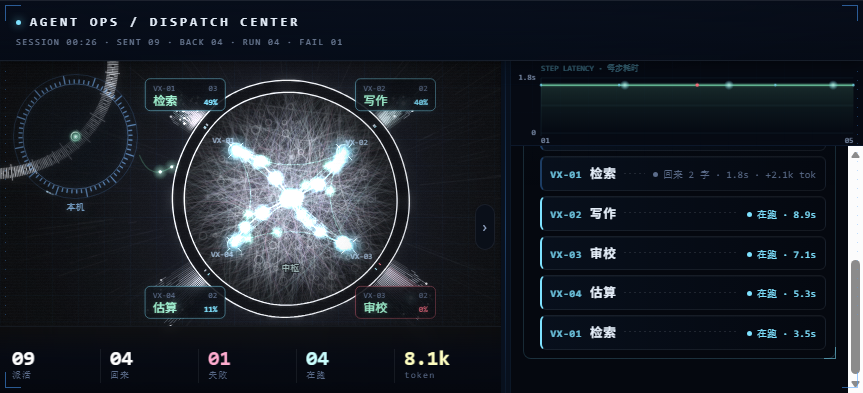 AGENT OPS / DISPATCH CENTER
SESSION 00:26 · SENT 09 · BACK 04 · RUN 04 · FAIL 01
VX-01 03
检索 49%
VX-02 02
写作 40%
VX-01
VX-02
本机
VX-04
VX-03
中枢
VX-04 02
估算 11%
VX-03 02
审校 0%
›
09
派活
04
回来
01
失败
04
在跑
8.1k
token
STEP LATENCY · 每步耗时
1.8s
0
01 05
VX-01 检索 回来 2 字 · 1.8s · +2.1k tok
VX-02 写作 在跑 · 8.9s
VX-03 审校 在跑 · 7.1s
VX-04 估算 在跑 · 5.3s
VX-01 检索 在跑 · 3.5s